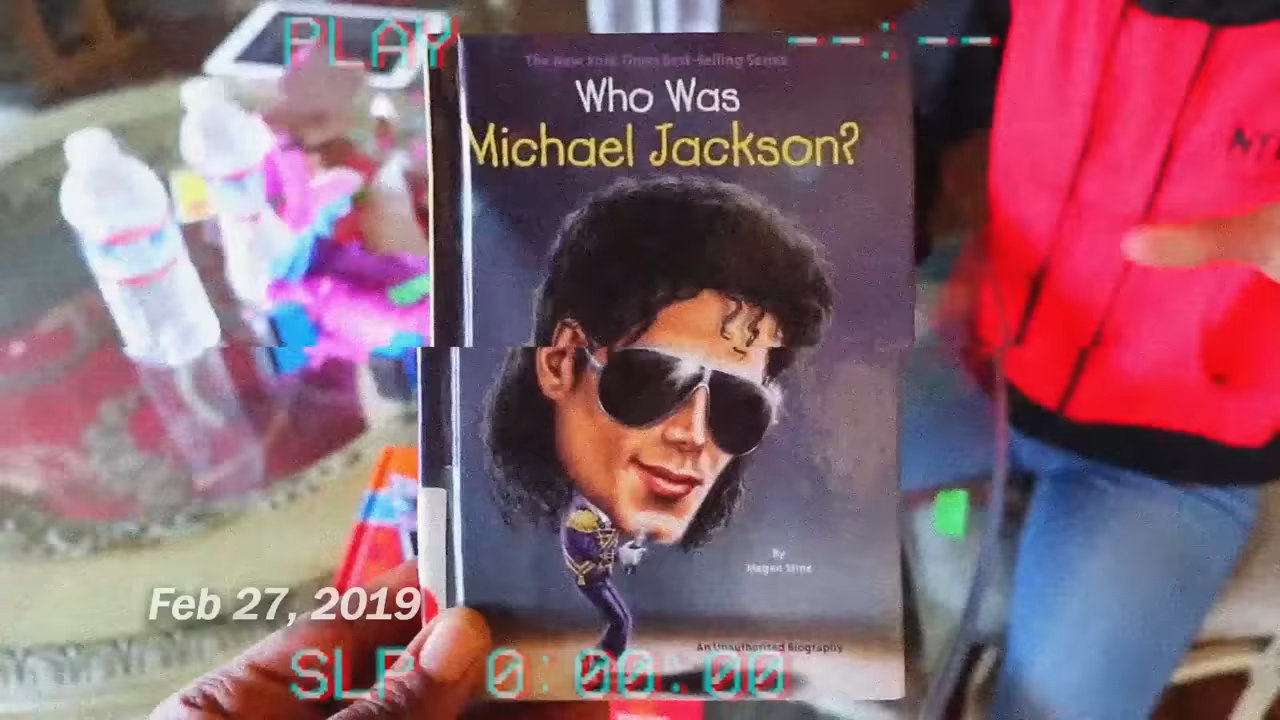 PLAY --:--
The New York Times Best-Selling Series
Who Was
Michael Jackson?
By
Megan Stine
An Unauthorized Biography
Feb 27, 2019
SLP 0:00:00